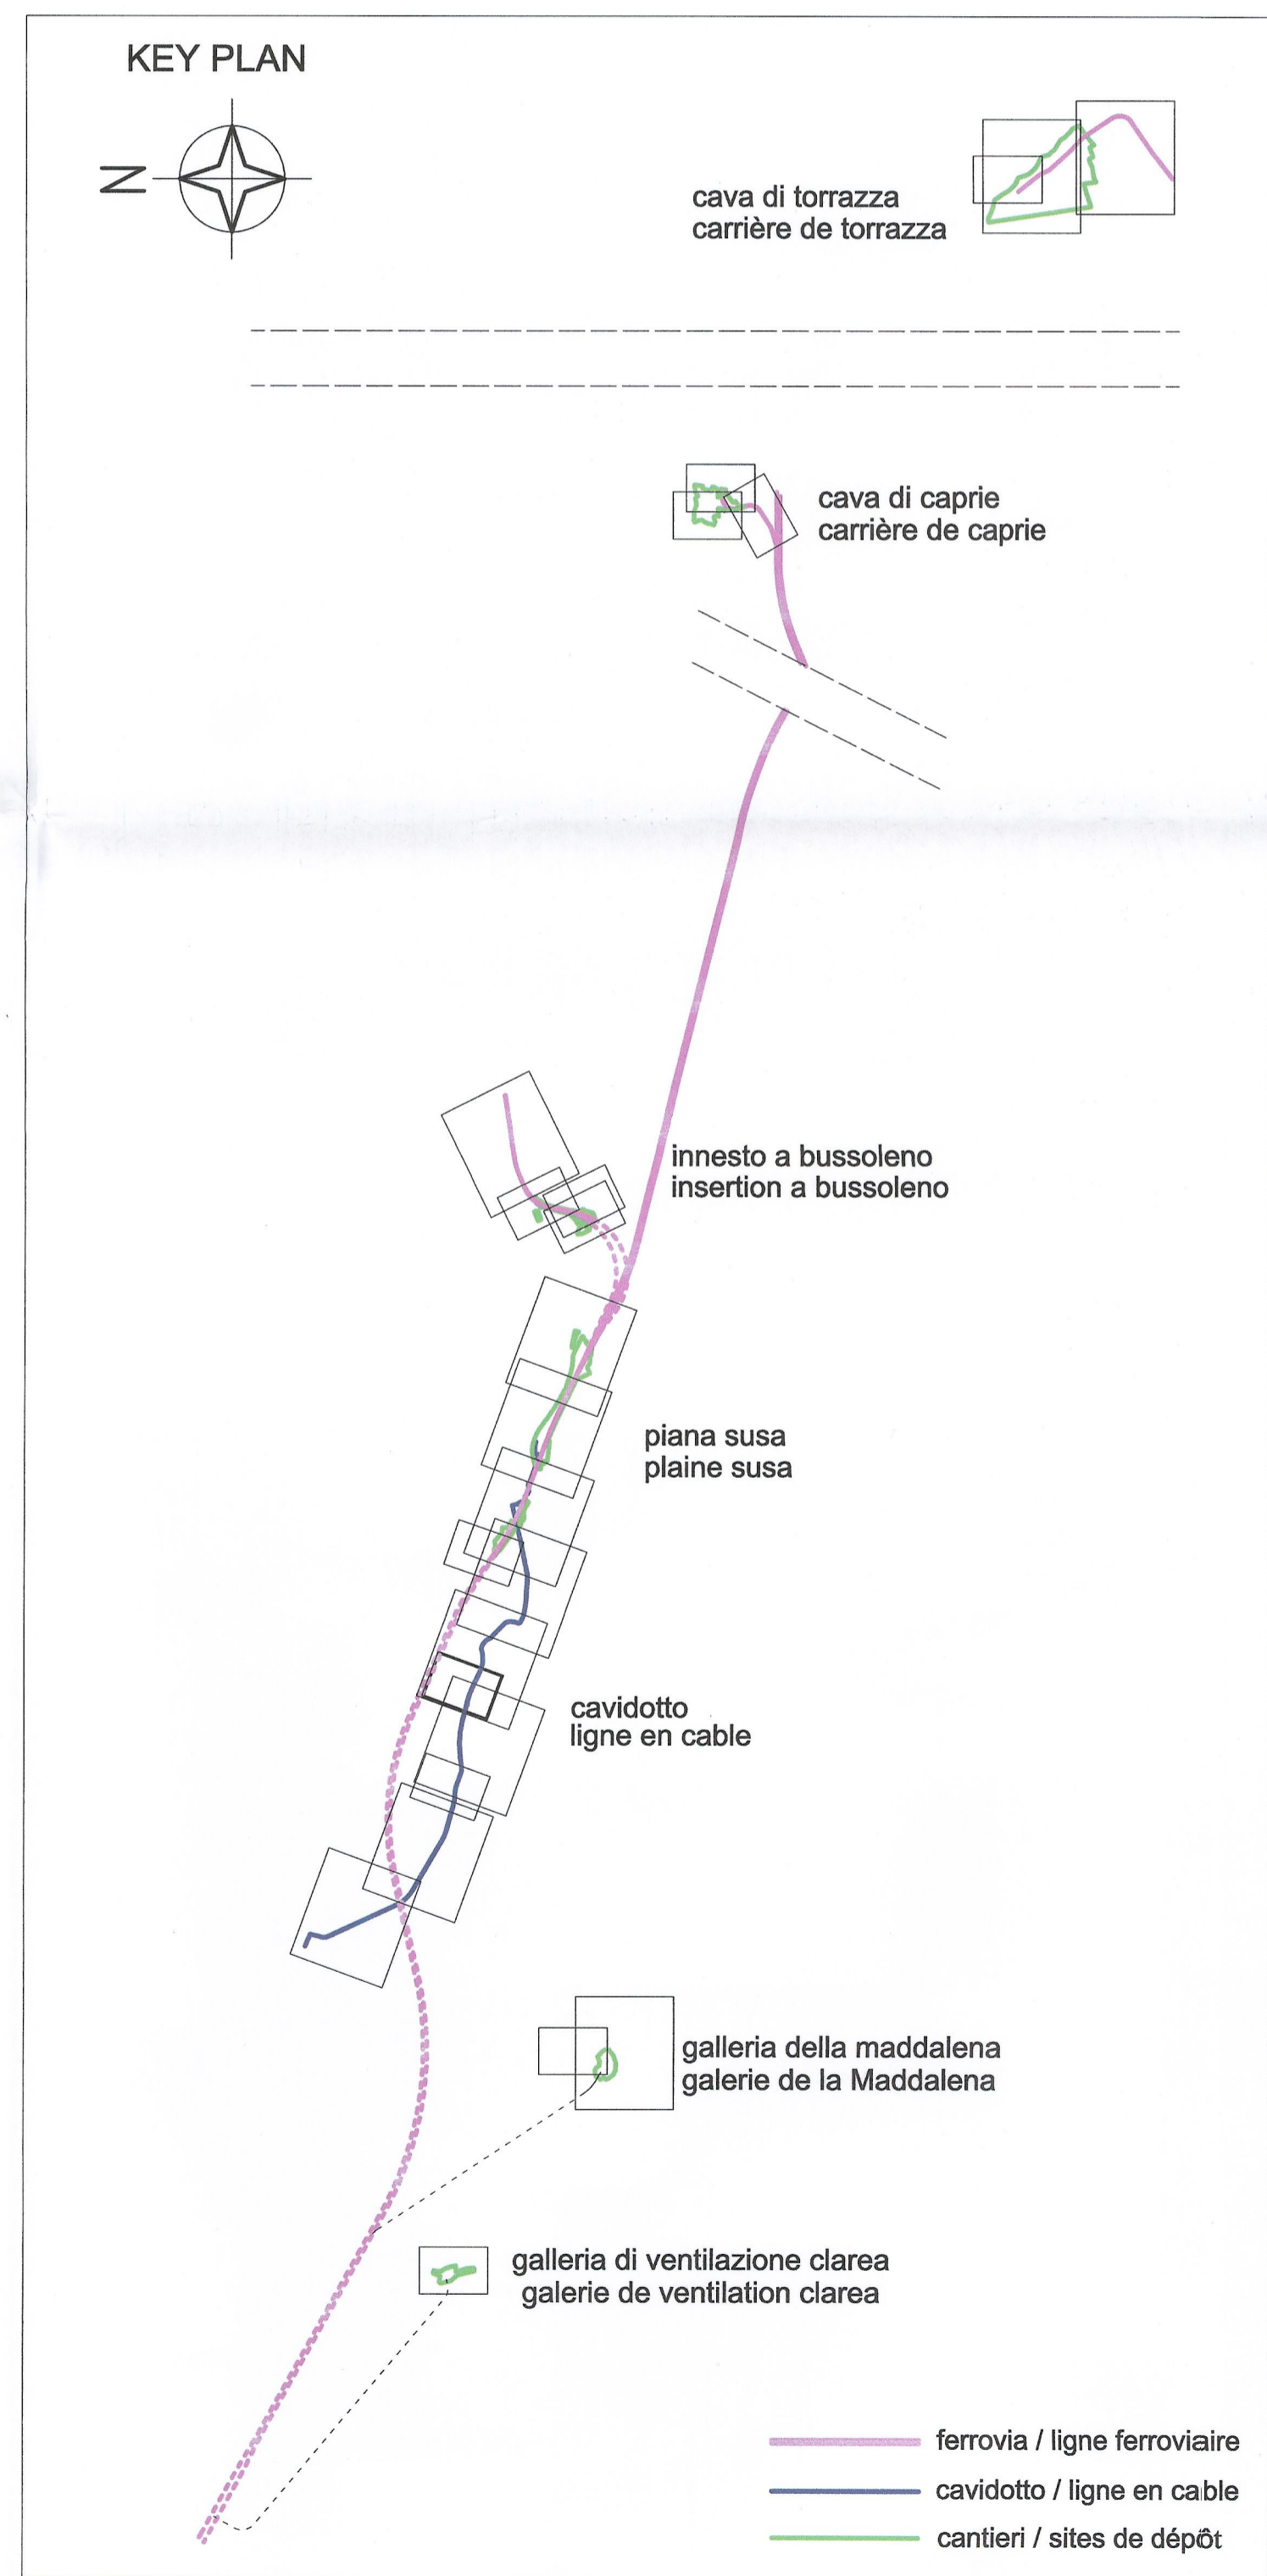 KEY PLAN
N
cava di torrazza
carrière de torrazza
cava di caprie
carrière de caprie
innesto a bussoleno
insertion a bussoleno
piana susa
plaine susa
cavidotto
ligne en cable
galleria della maddalena
galerie de la Maddalena
galleria di ventilazione clarea
galerie de ventilation clarea
ferrovia / ligne ferroviaire
cavidotto / ligne en cable
cantieri / sites de dépôt